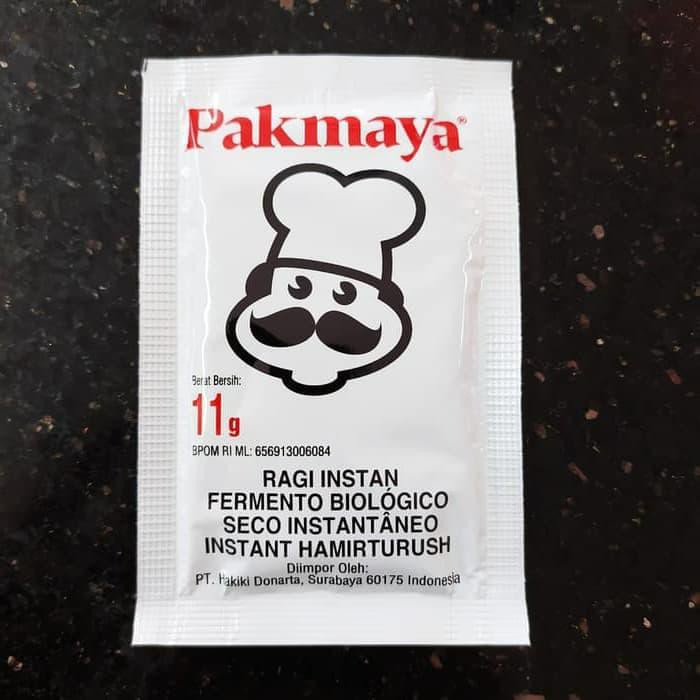 Pakmaya®
Berat Bersih:
11g
BPOM RI ML: 656913006084
RAGI INSTAN
FERMENTO BIOLÓGICO
SECO INSTANTÂNEO
INSTANT HAMIRTURUSH
Diimpor Oleh:
PT. Hakiki Donarta, Surabaya 60175 Indonesia